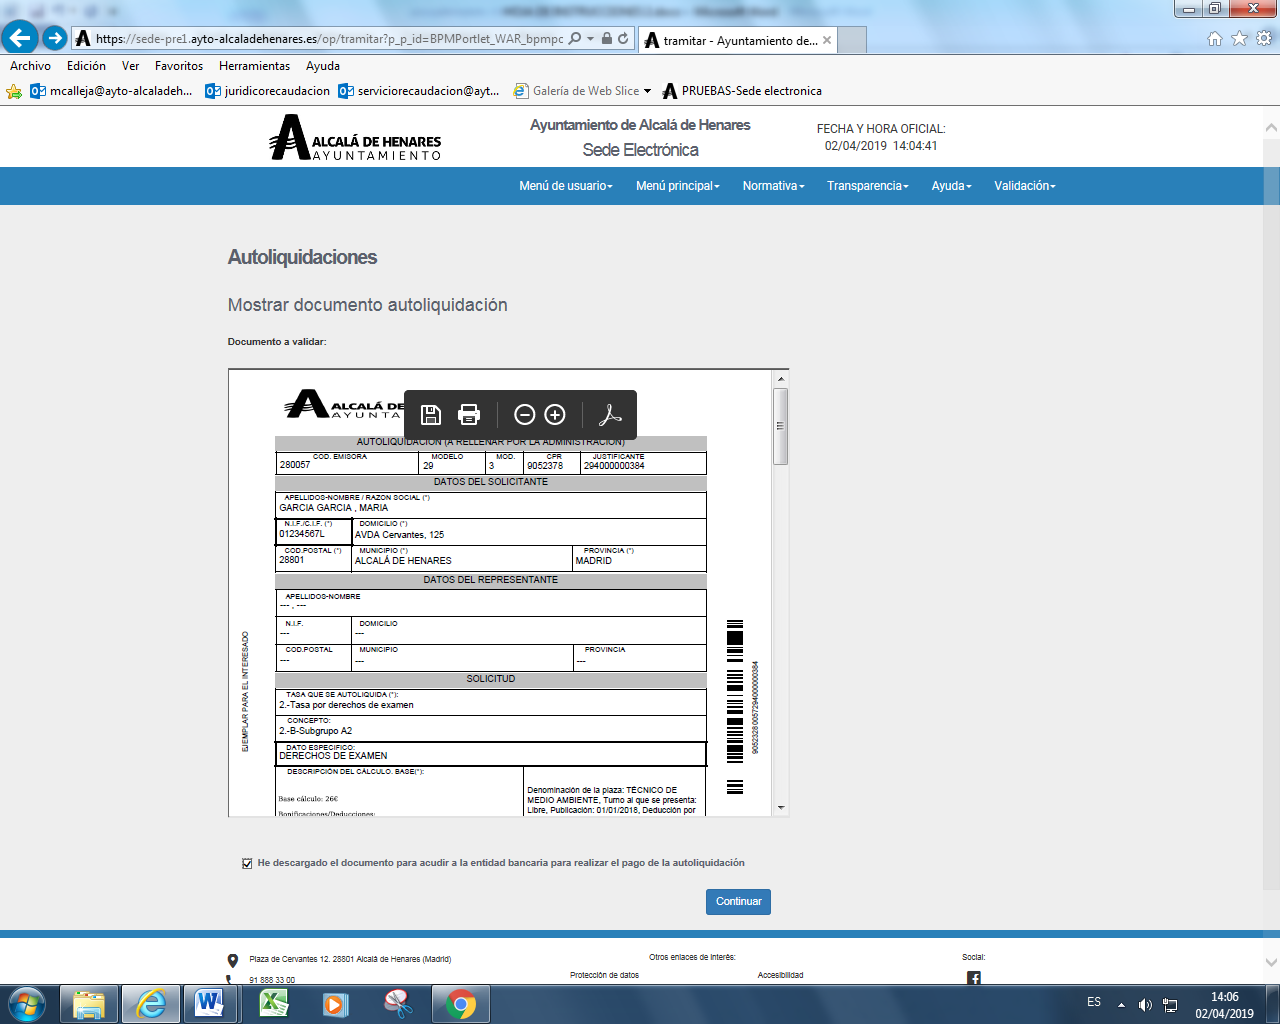 https://sede-pre1.ayto-alcaladehenares.es/op/tramitar?p_p_id=BPMPortlet_WAR_bpmpc
tramitar - Ayuntamiento de...
Archivo Edición Ver Favoritos Herramientas Ayuda
mcalleja@ayto-alcaladeh... juridicorecaudacion serviciorecaudacion@ayt... Galería de Web Slice PRUEBAS-Sede electronica
ALCALÁ DE HENARES
AYUNTAMIENTO
Ayuntamiento de Alcalá de Henares
Sede Electrónica
FECHA Y HORA OFICIAL:
02/04/2019 14:04:41
Menú de usuario Menú principal Normativa Transparencia Ayuda Validación
Autoliquidaciones
Mostrar documento autoliquidación
Documento a validar:
ALCALÁ DE
AYUNTA
AUTOLIQUIDACIÓN (A RELLENAR POR LA ADMINISTRACIÓN)
COD. EMISORA MODELO MOD. CPR JUSTIFICANTE
280057 29 3 9052378 294000000384
DATOS DEL SOLICITANTE
APELLIDOS-NOMBRE / RAZON SOCIAL (*)
GARCIA GARCIA , MARIA
N.I.F./C.I.F. (*) DOMICILIO (*)
01234567L AVDA Cervantes, 125
COD.POSTAL (*) MUNICIPIO (*) PROVINCIA (*)
28801 ALCALÁ DE HENARES MADRID
DATOS DEL REPRESENTANTE
APELLIDOS-NOMBRE
--- , ---
N.I.F. DOMICILIO
--- ---
COD.POSTAL MUNICIPIO PROVINCIA
--- --- ---
SOLICITUD
TASA QUE SE AUTOLIQUIDA (*):
2.-Tasa por derechos de examen
CONCEPTO:
2.-B-Subgrupo A2
DATO ESPECIFICO:
DERECHOS DE EXAMEN
DESCRIPCIÓN DEL CÁLCULO. BASE(*):
Base cálculo: 26€
Bonificaciones/Deducciones:
Denominación de la plaza: TÉCNICO DE
MEDIO AMBIENTE, Turno al que se presenta:
Libre, Publicación: 01/01/2018, Deducción por
EJEMPLAR PARA EL INTERESADO
He descargado el documento para acudir a la entidad bancaria para realizar el pago de la autoliquidación
Continuar
Plaza de Cervantes 12. 28801 Alcalá de Henares (Madrid)
91 888 33 00
Otros enlaces de interés:
Protección de datos Accesibilidad
Social:
ES
14:06
02/04/2019